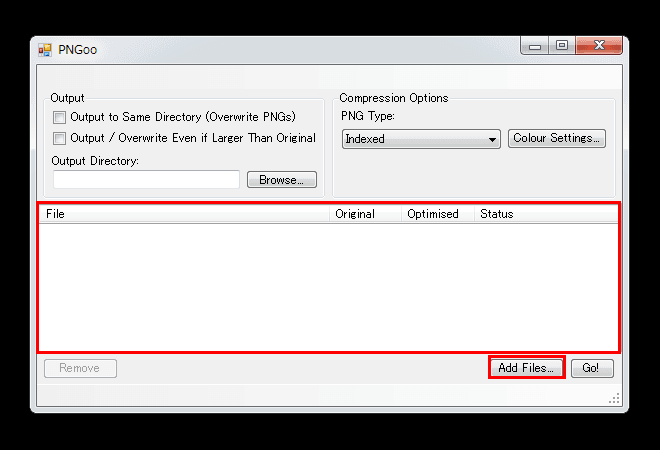 PNGoo
Output
Output to Same Directory (Overwrite PNGs)
Output / Overwrite Even if Larger Than Original
Output Directory:
Browse...
Compression Options
PNG Type:
Indexed
Colour Settings...
File Original Optimised Status
Remove
Add Files...
Go!